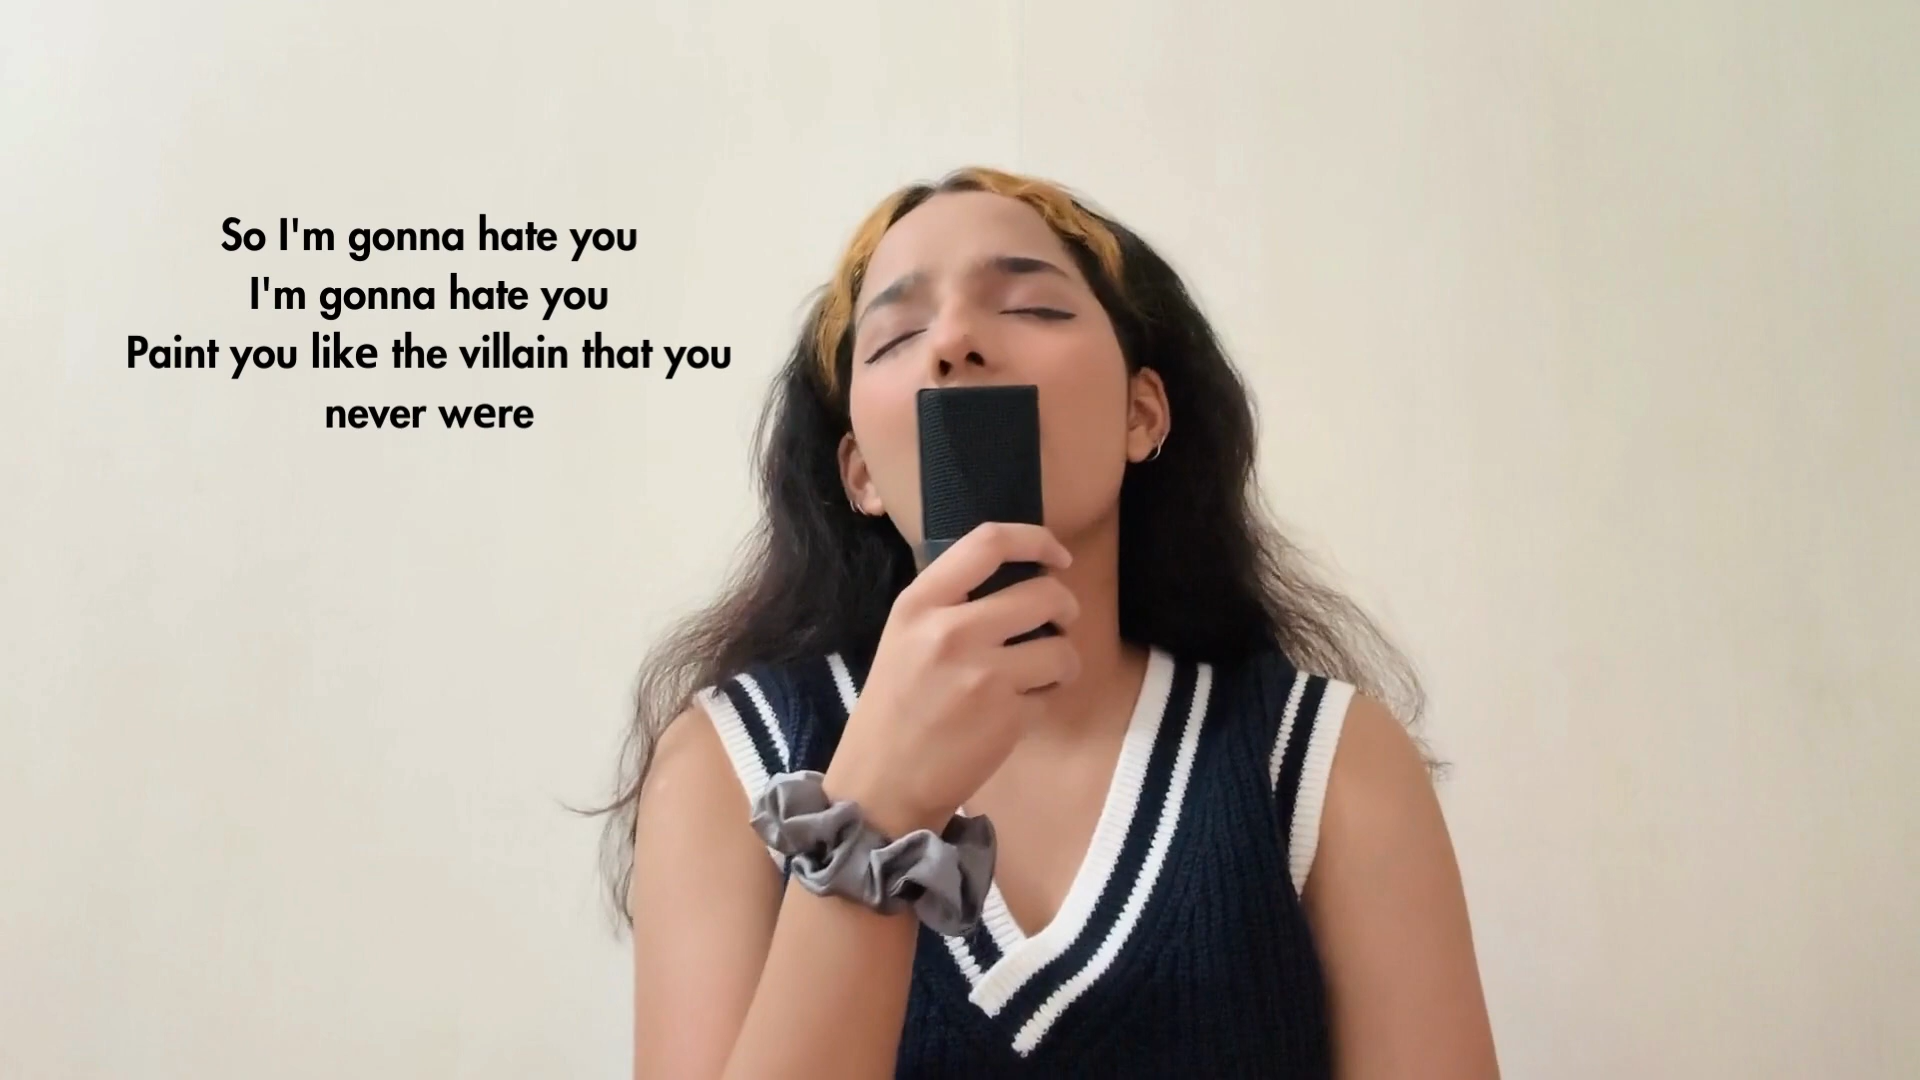 So I'm gonna hate you
I'm gonna hate you
Paint you like the villain that you
never were